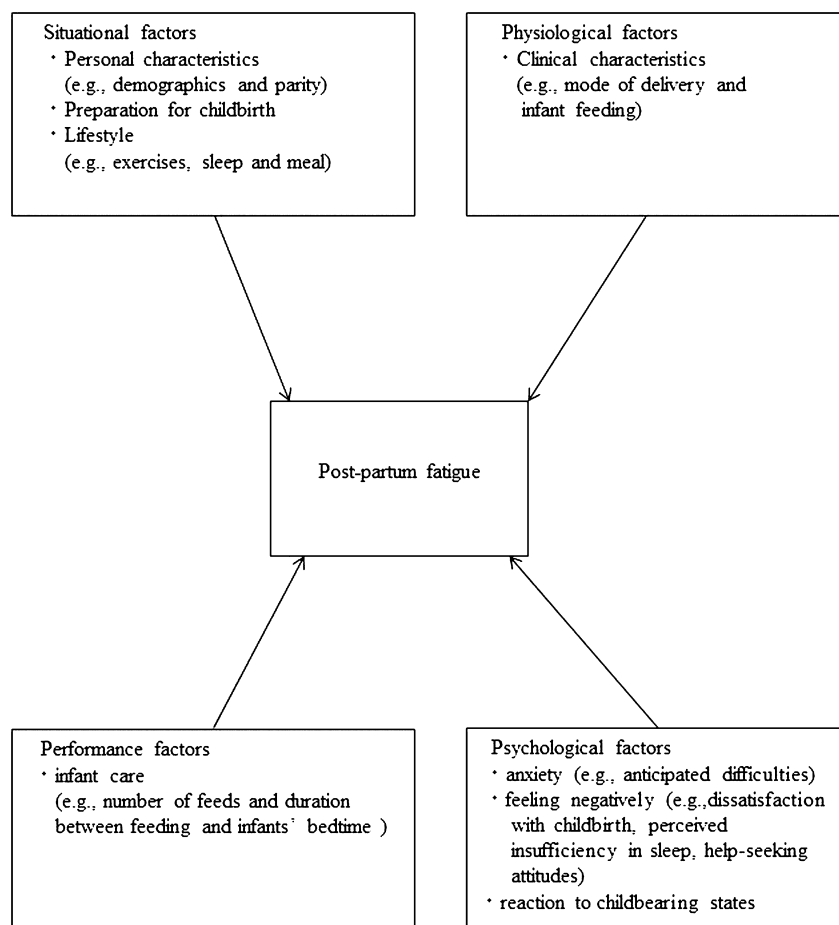 Situational factors
・Personal characteristics
(e.g., demographics and parity)
・Preparation for childbirth
・Lifestyle
(e.g., exercises, sleep and meal)
Physiological factors
・Clinical characteristics
(e.g., mode of delivery and
infant feeding)
Post-partum fatigue
Performance factors
・infant care
(e.g., number of feeds and duration
between feeding and infants' bedtime )
Psychological factors
・anxiety (e.g., anticipated difficulties)
・feeling negatively (e.g.,dissatisfaction
with childbirth, perceived
insufficiency in sleep, help-seeking
attitudes)
・reaction to childbearing states